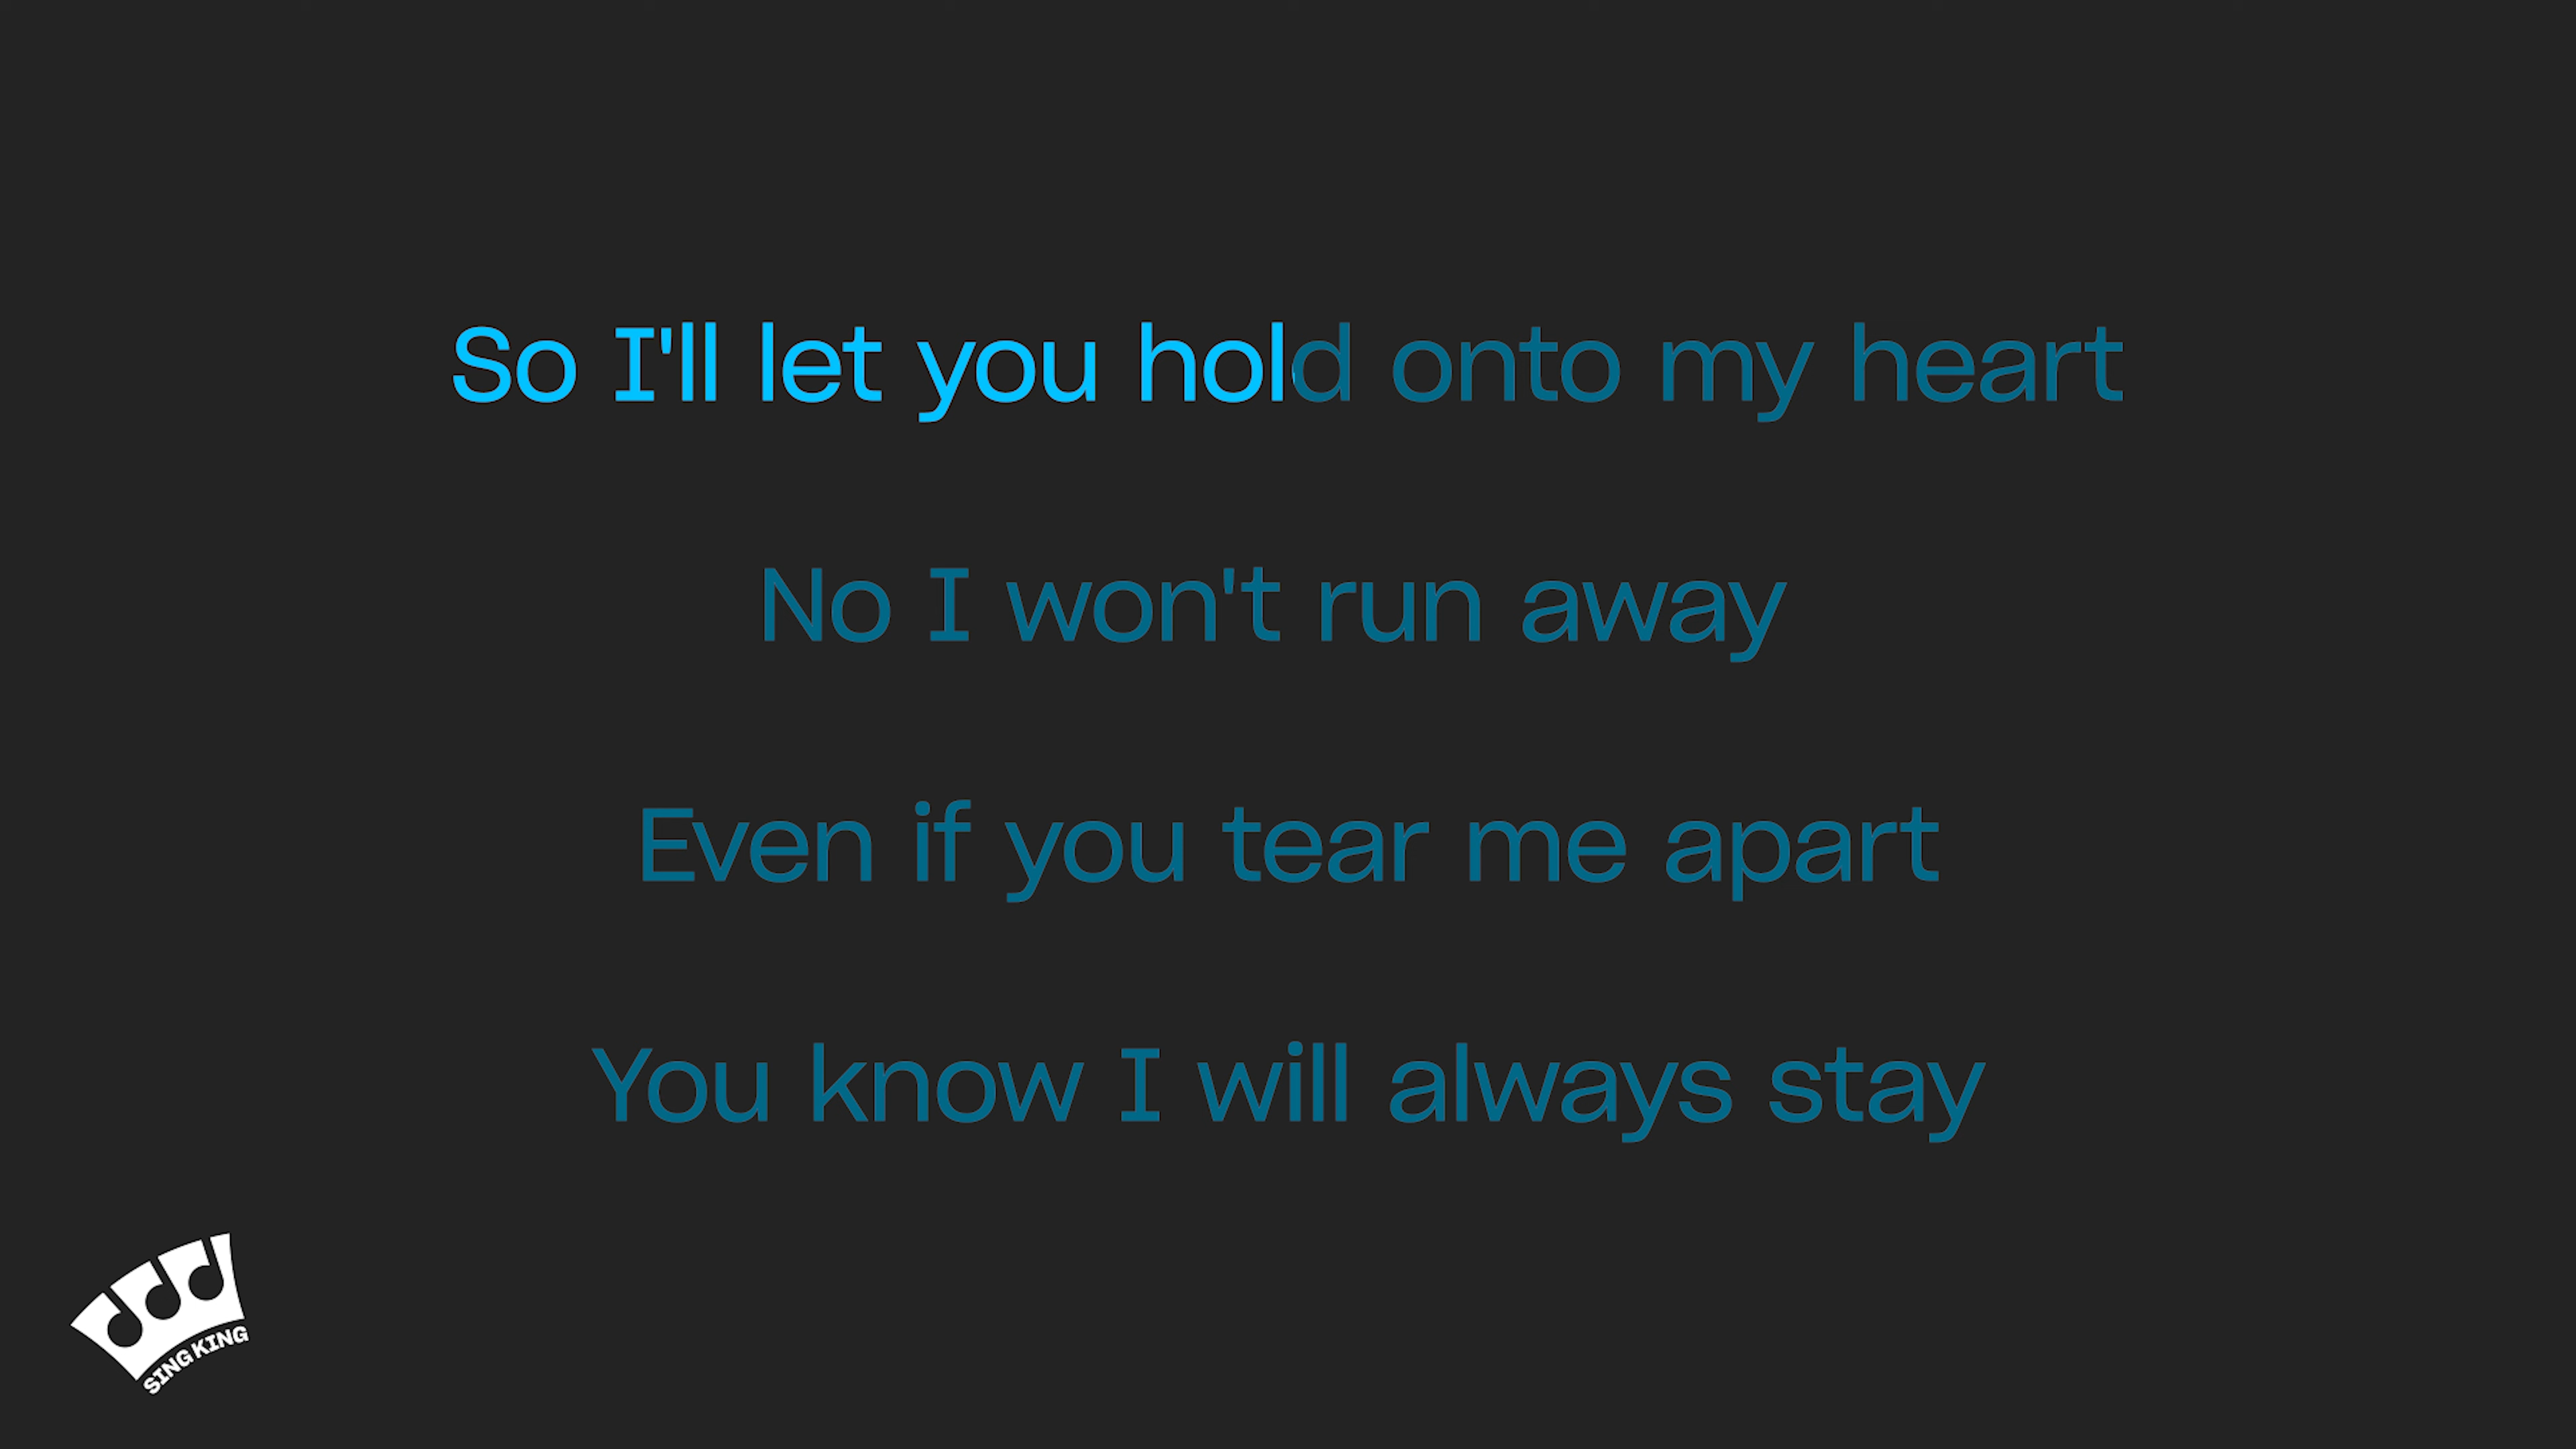 So I'll let you hold onto my heart
No I won't run away
Even if you tear me apart
You know I will always stay
SING KING